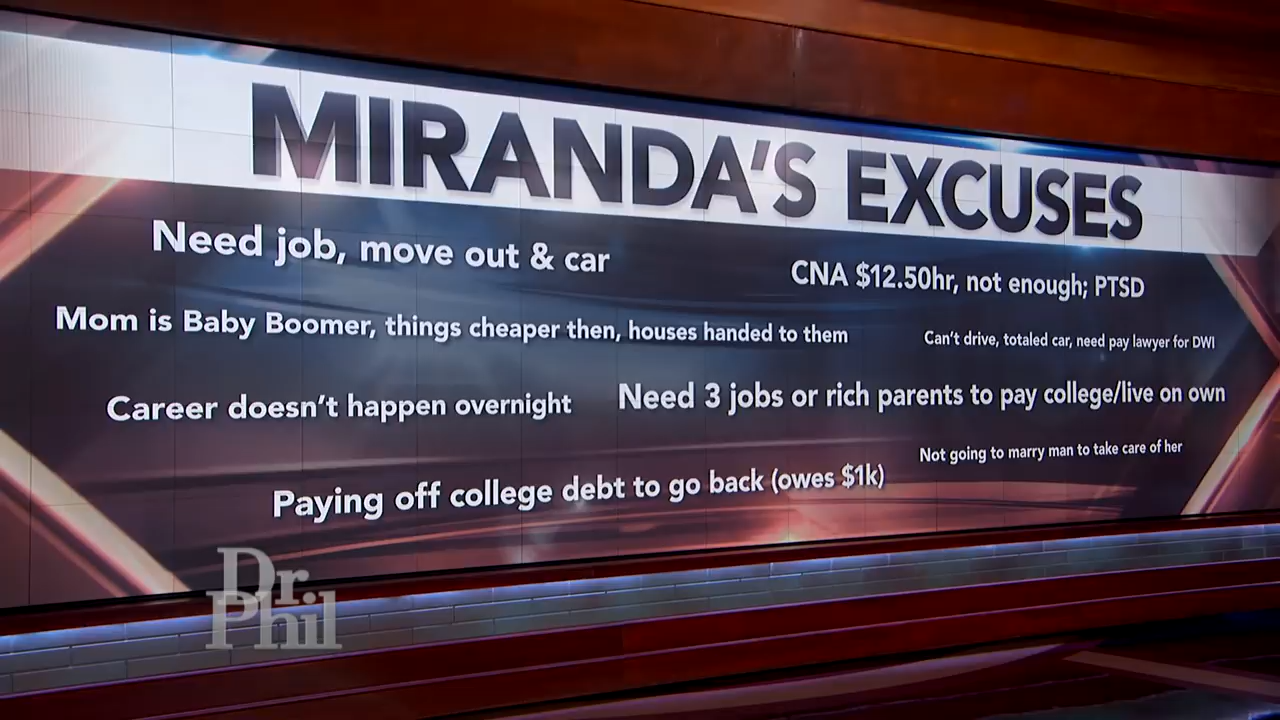 MIRANDA'S EXCUSES
Need job, move out & car
CNA $12.50hr, not enough; PTSD
Mom is Baby Boomer, things cheaper then, houses handed to them
Can't drive, totaled car, need pay lawyer for DWI
Career doesn't happen overnight
Need 3 jobs or rich parents to pay college/live on own
Not going to marry man to take care of her
Paying off college debt to go back (owes $1k)
Dr.
Phil